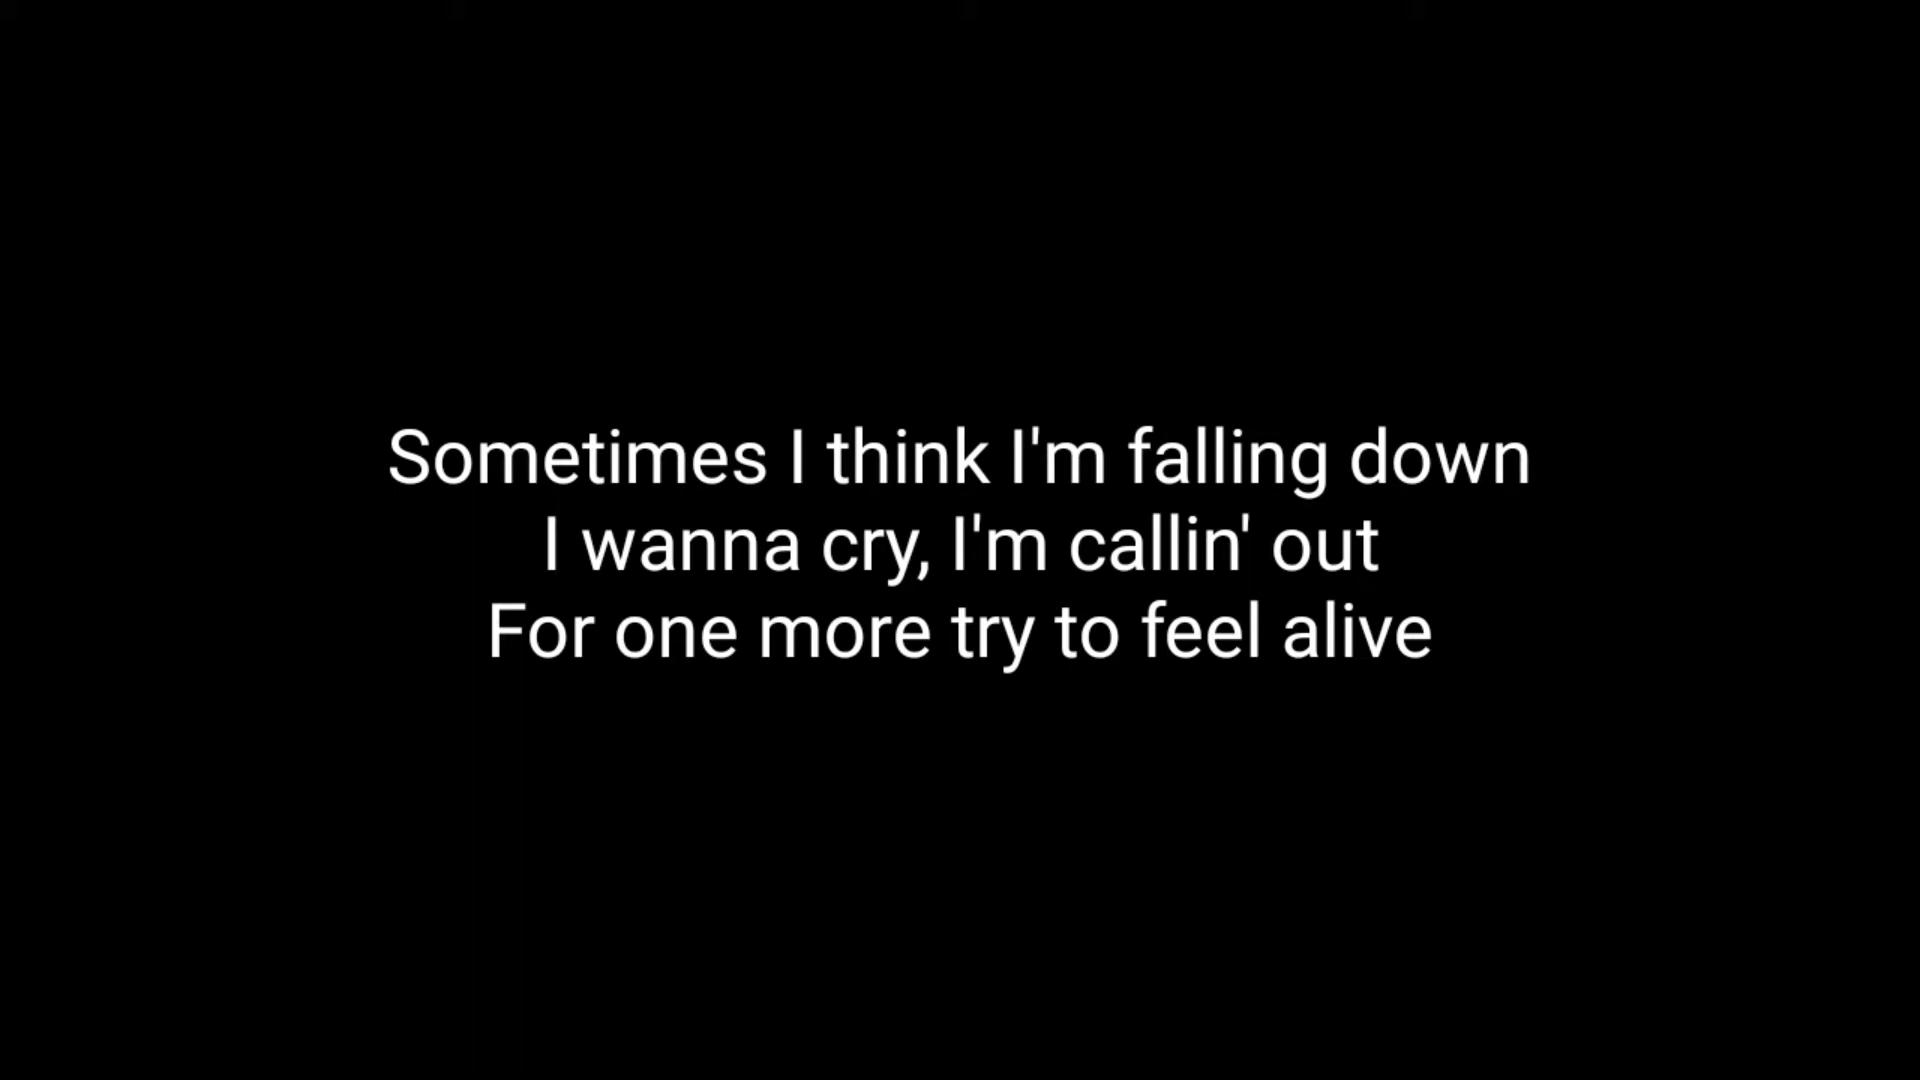 Sometimes I think I'm falling down
I wanna cry, I'm callin' out
For one more try to feel alive